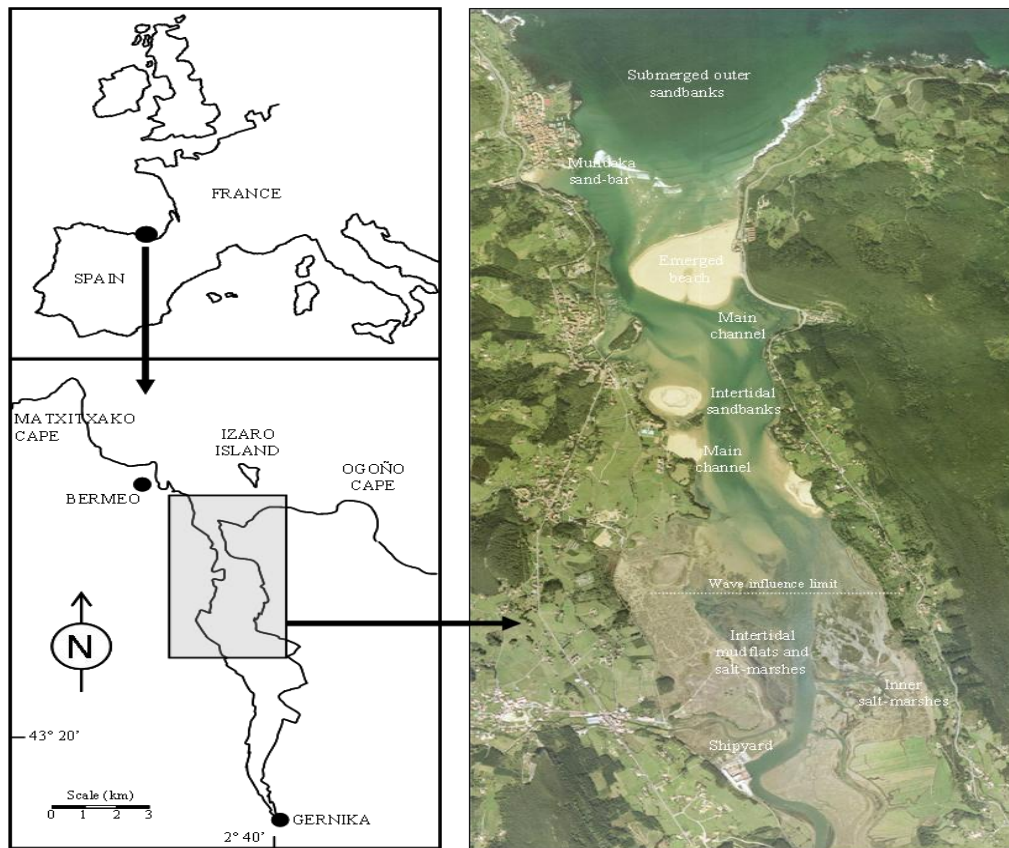 FRANCE
SPAIN
MATXITXAKO
CAPE
IZARO
ISLAND
OGOÑO
CAPE
BERMEO
N
43° 20'
Scale (km)
0 1 2 3
GERNIKA
2° 40'
Submerged outer
sandbanks
Mundaka
sand-bar
Emerged
beach
Main
channel
Intertidal
sandbanks
Main
channel
Wave influence limit
Intertidal
mudflats and
salt-marshes
Inner
salt-marshes
Shipyard